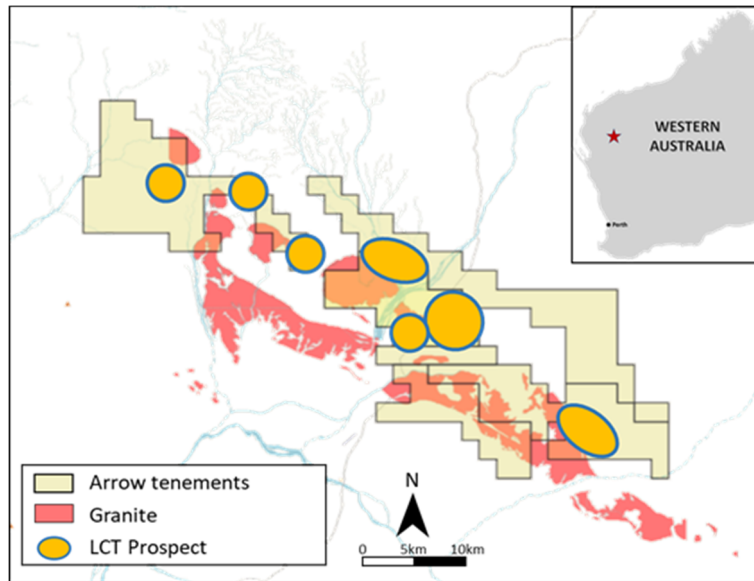 WESTERN
AUSTRALIA
Perth
Arrow tenements
Granite
LCT Prospect
N
0 5km 10km